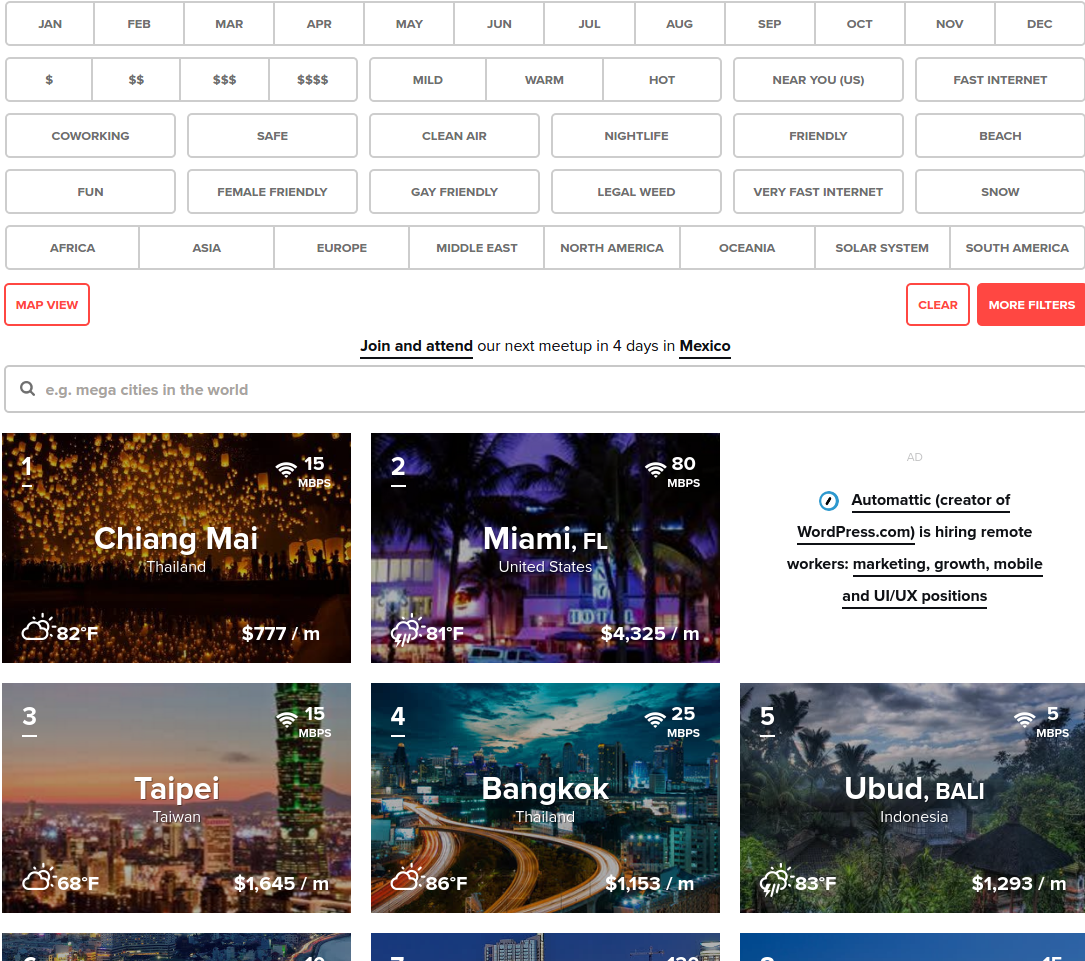 JAN FEB MAR APR MAY JUN JUL AUG SEP OCT NOV DEC
$ $$ $$$ $$$$ MILD WARM HOT NEAR YOU (US) FAST INTERNET
COWORKING SAFE CLEAN AIR NIGHTLIFE FRIENDLY BEACH
FUN FEMALE FRIENDLY GAY FRIENDLY LEGAL WEED VERY FAST INTERNET SNOW
AFRICA ASIA EUROPE MIDDLE EAST NORTH AMERICA OCEANIA SOLAR SYSTEM SOUTH AMERICA
MAP VIEW CLEAR MORE FILTERS
Join and attend our next meetup in 4 days in Mexico
e.g. mega cities in the world
1
15
MBPS
Chiang Mai
Thailand
82°F
$777 / m
2
80
MBPS
Miami, FL
United States
HOTEL
81°F
$4,325 / m
AD
Automattic (creator of
WordPress.com) is hiring remote
workers: marketing, growth, mobile
and UI/UX positions
3
15
MBPS
Taipei
Taiwan
68°F
$1,645 / m
4
25
MBPS
Bangkok
Thailand
86°F
$1,153 / m
5
5
MBPS
Ubud, BALI
Indonesia
83°F
$1,293 / m